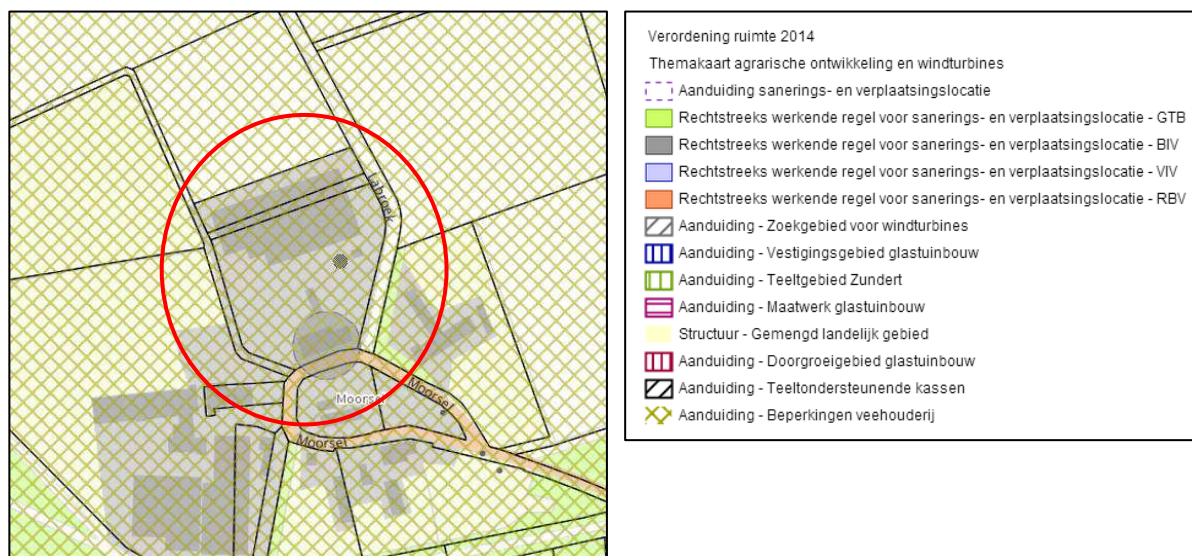 Labroek
Moorsel
Moorsel
Moorsel
Verordening ruimte 2014
Themakaart agrarische ontwikkeling en windturbines
Aanduiding sanerings- en verplaatsingslocatie
Rechtstreeks werkende regel voor sanerings- en verplaatsingslocatie - GTB
Rechtstreeks werkende regel voor sanerings- en verplaatsingslocatie - BIV
Rechtstreeks werkende regel voor sanerings- en verplaatsingslocatie - VIV
Rechtstreeks werkende regel voor sanerings- en verplaatsingslocatie - RBV
Aanduiding - Zoekgebied voor windturbines
Aanduiding - Vestigingsgebied glastuinbouw
Aanduiding - Teeltgebied Zundert
Aanduiding - Maatwerk glastuinbouw
Structuur - Gemengd landelijk gebied
Aanduiding - Doorgroeigebied glastuinbouw
Aanduiding - Teeltondersteunende kassen
Aanduiding - Beperkingen veehouderij